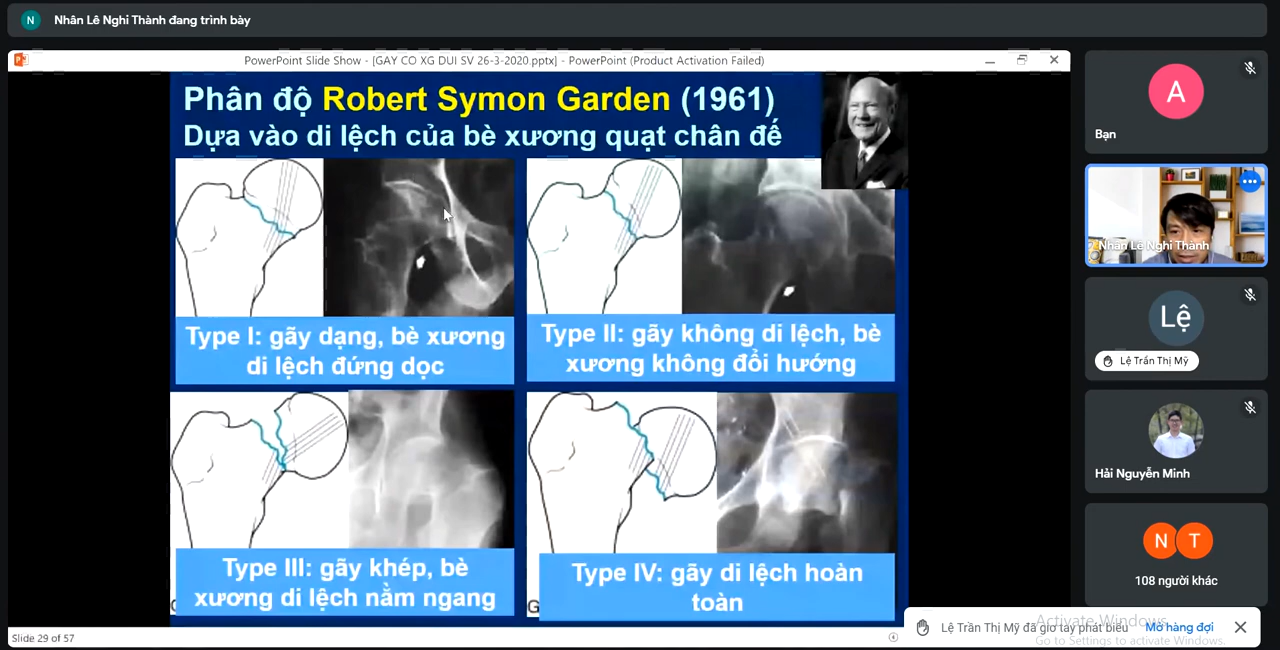 N Nhân Lê Nghi Thành đang trình bày
PowerPoint Slide Show - [GAY CO XG DUI SV 26-3-2020.pptx] - PowerPoint (Product Activation Failed)
Phân độ Robert Symon Garden (1961)
Dựa vào di lệch của bè xương quạt chân đế
Type I: gãy dạng, bè xương
di lệch đứng dọc
Type II: gãy không di lệch, bè
xương không đổi hướng
Type III: gãy khép, bè
xương di lệch nằm ngang
G
Type IV: gãy di lệch hoàn
toàn
Slide 29 of 57
A
Bạn
Nhân Lê Nghi Thành
Lệ
Lệ Trần Thị Mỹ
Hải Nguyễn Minh
N T
108 người khác
Lệ Trần Thị Mỹ đã giơ tay phát biểu
Mở hàng đợi
Activate Windows
Go to Settings to activate Windows.